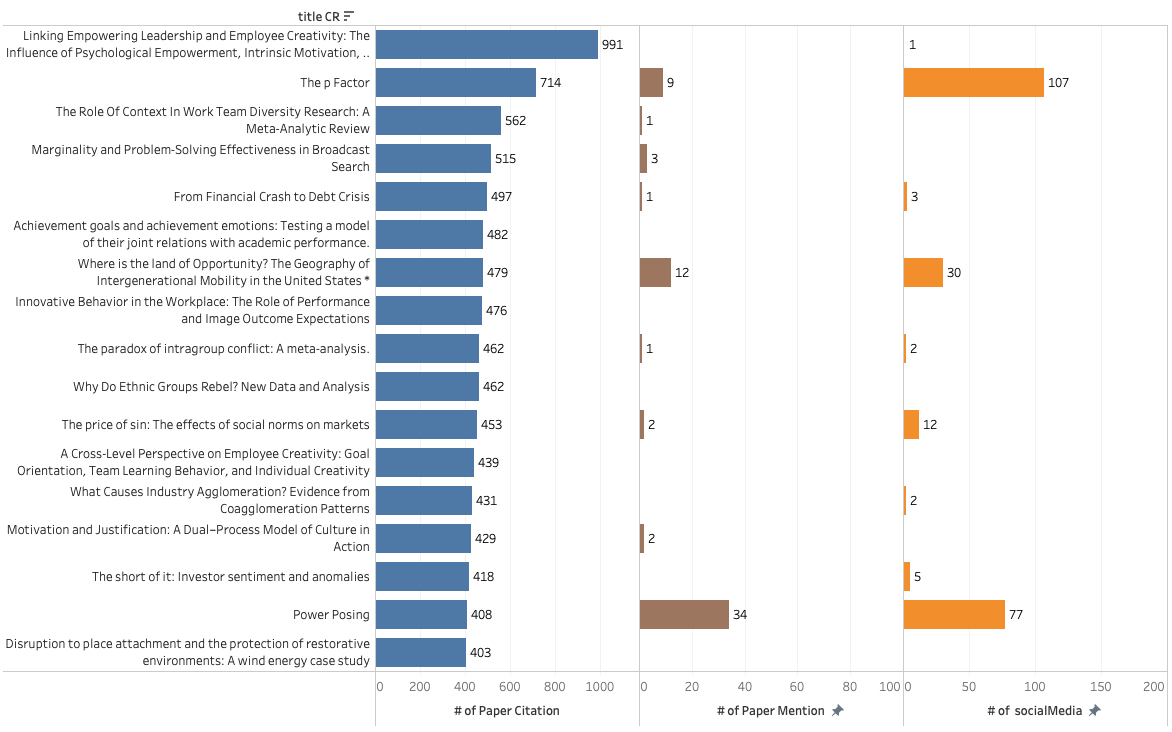 title CR
Linking Empowering Leadership and Employee Creativity: The
Influence of Psychological Empowerment, Intrinsic Motivation, ..
991
1
The p Factor
714
9
107
The Role Of Context In Work Team Diversity Research: A
Meta-Analytic Review
562
1
Marginality and Problem-Solving Effectiveness in Broadcast
Search
515
3
From Financial Crash to Debt Crisis
497
1
3
Achievement goals and achievement emotions: Testing a model
of their joint relations with academic performance.
482
Where is the land of Opportunity? The Geography of
Intergenerational Mobility in the United States *
479
12
30
Innovative Behavior in the Workplace: The Role of Performance
and Image Outcome Expectations
476
The paradox of intragroup conflict: A meta-analysis.
462
1
2
Why Do Ethnic Groups Rebel? New Data and Analysis
462
The price of sin: The effects of social norms on markets
453
2
12
A Cross-Level Perspective on Employee Creativity: Goal
Orientation, Team Learning Behavior, and Individual Creativity
439
What Causes Industry Agglomeration? Evidence from
Coagglomeration Patterns
431
2
Motivation and Justification: A Dual-Process Model of Culture in
Action
429
2
The short of it: Investor sentiment and anomalies
418
5
Power Posing
408
34
77
Disruption to place attachment and the protection of restorative
environments: A wind energy case study
403
0 200 400 600 800 1000
0 20 40 60 80 100
0 50 100 150 200
# of Paper Citation
# of Paper Mention
# of socialMedia